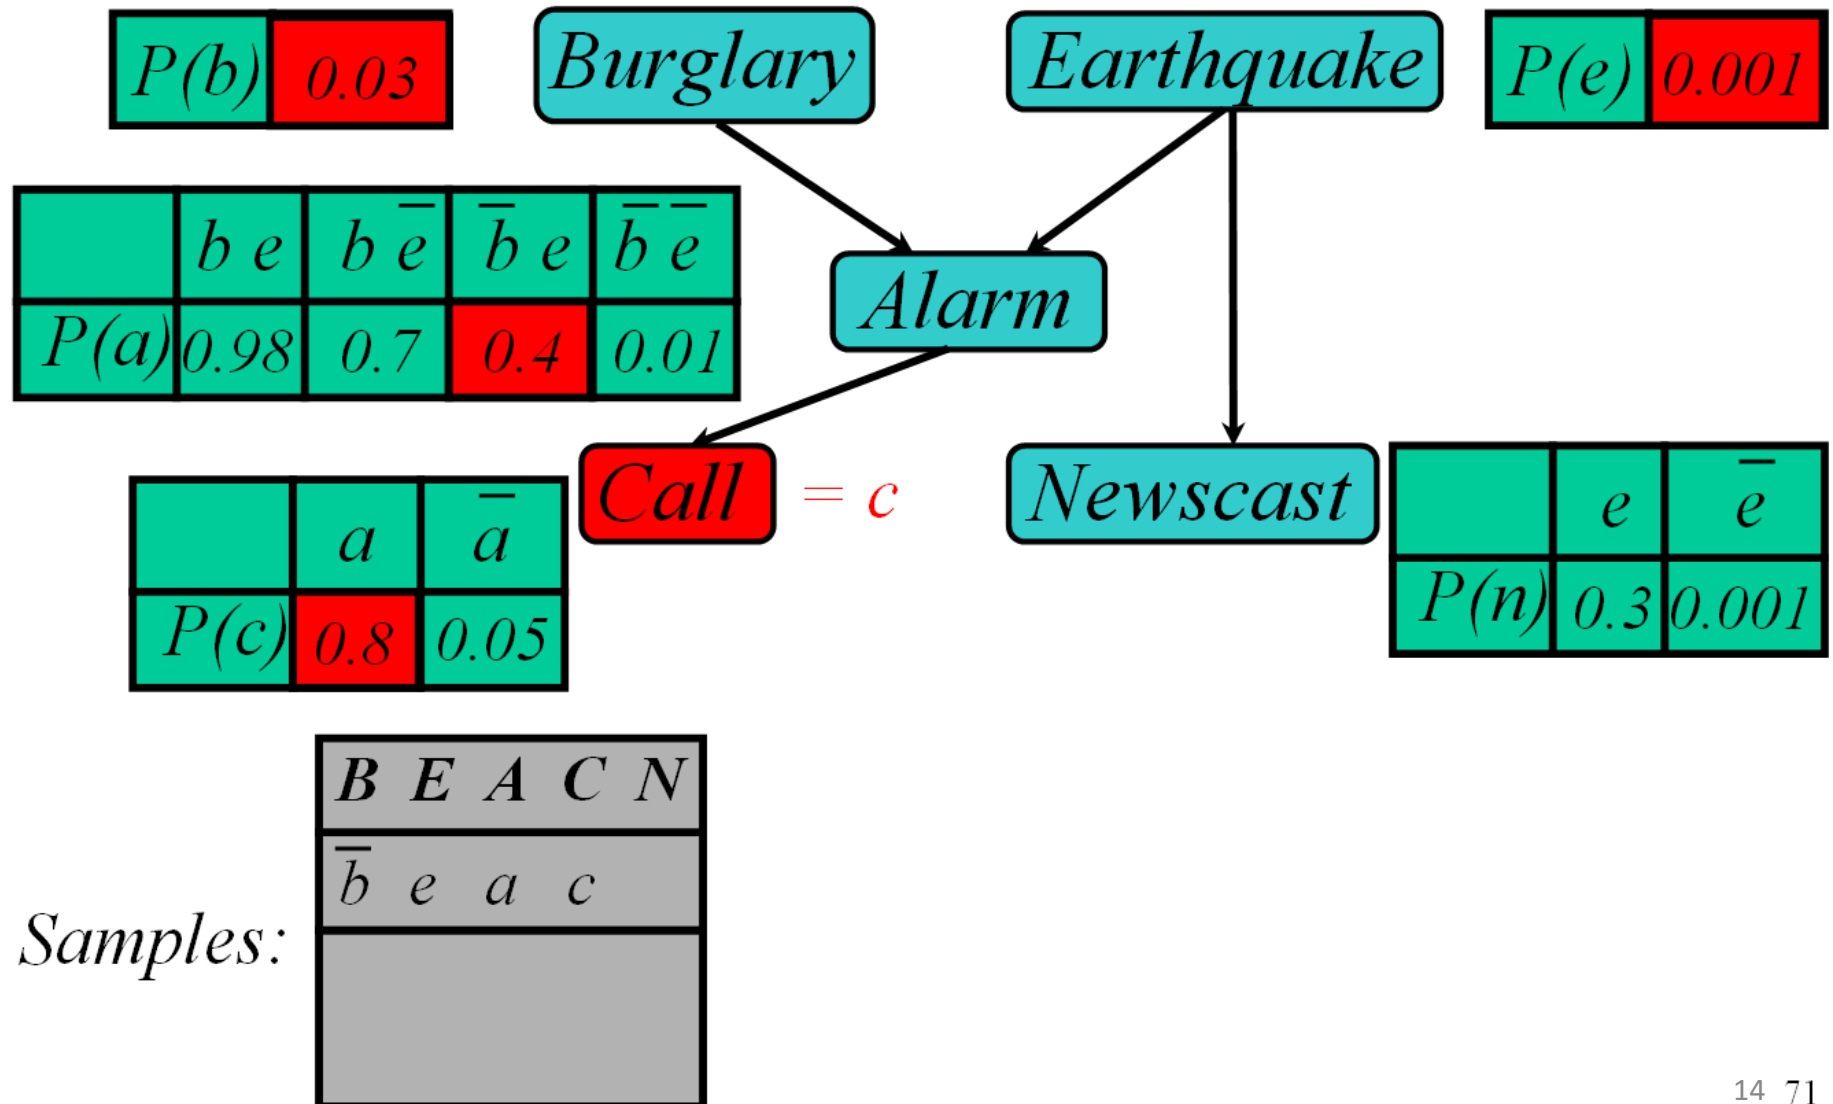 P(b) 0.03
Burglary
Earthquake
P(e) 0.001
b e b e̅ b̅ e b̅ e̅
P(a) 0.98 0.7 0.4 0.01
Alarm
Call = c
Newscast
a a̅
P(c) 0.8 0.05
e e̅
P(n) 0.3 0.001
B E A C N
b̅ e a c
Samples:
14 71